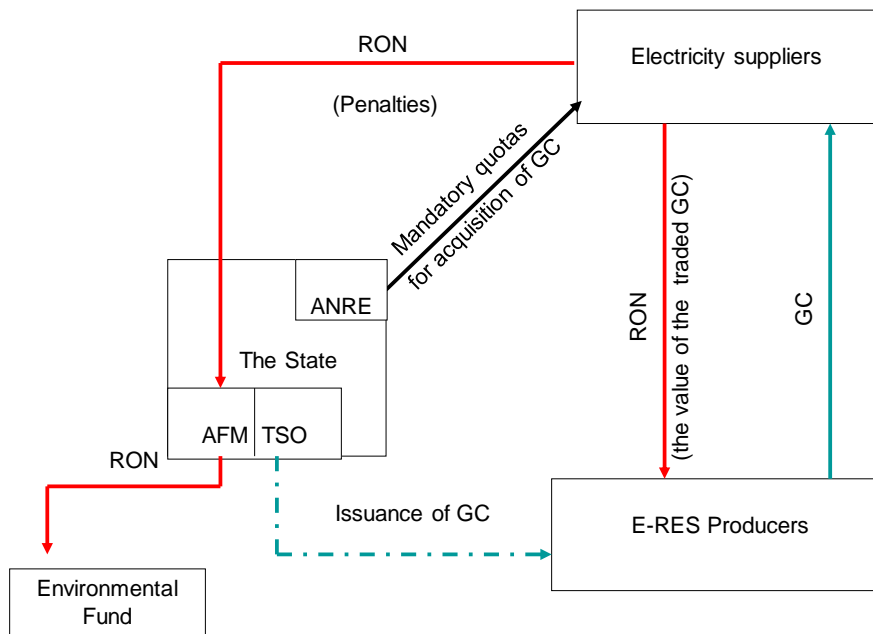 RON
Electricity suppliers
(Penalties)
Mandatory quotas
for acquisition of GC
ANRE
The State
AFM
TSO
RON
(the value of the traded GC)
GC
RON
Issuance of GC
E-RES Producers
Environmental
Fund